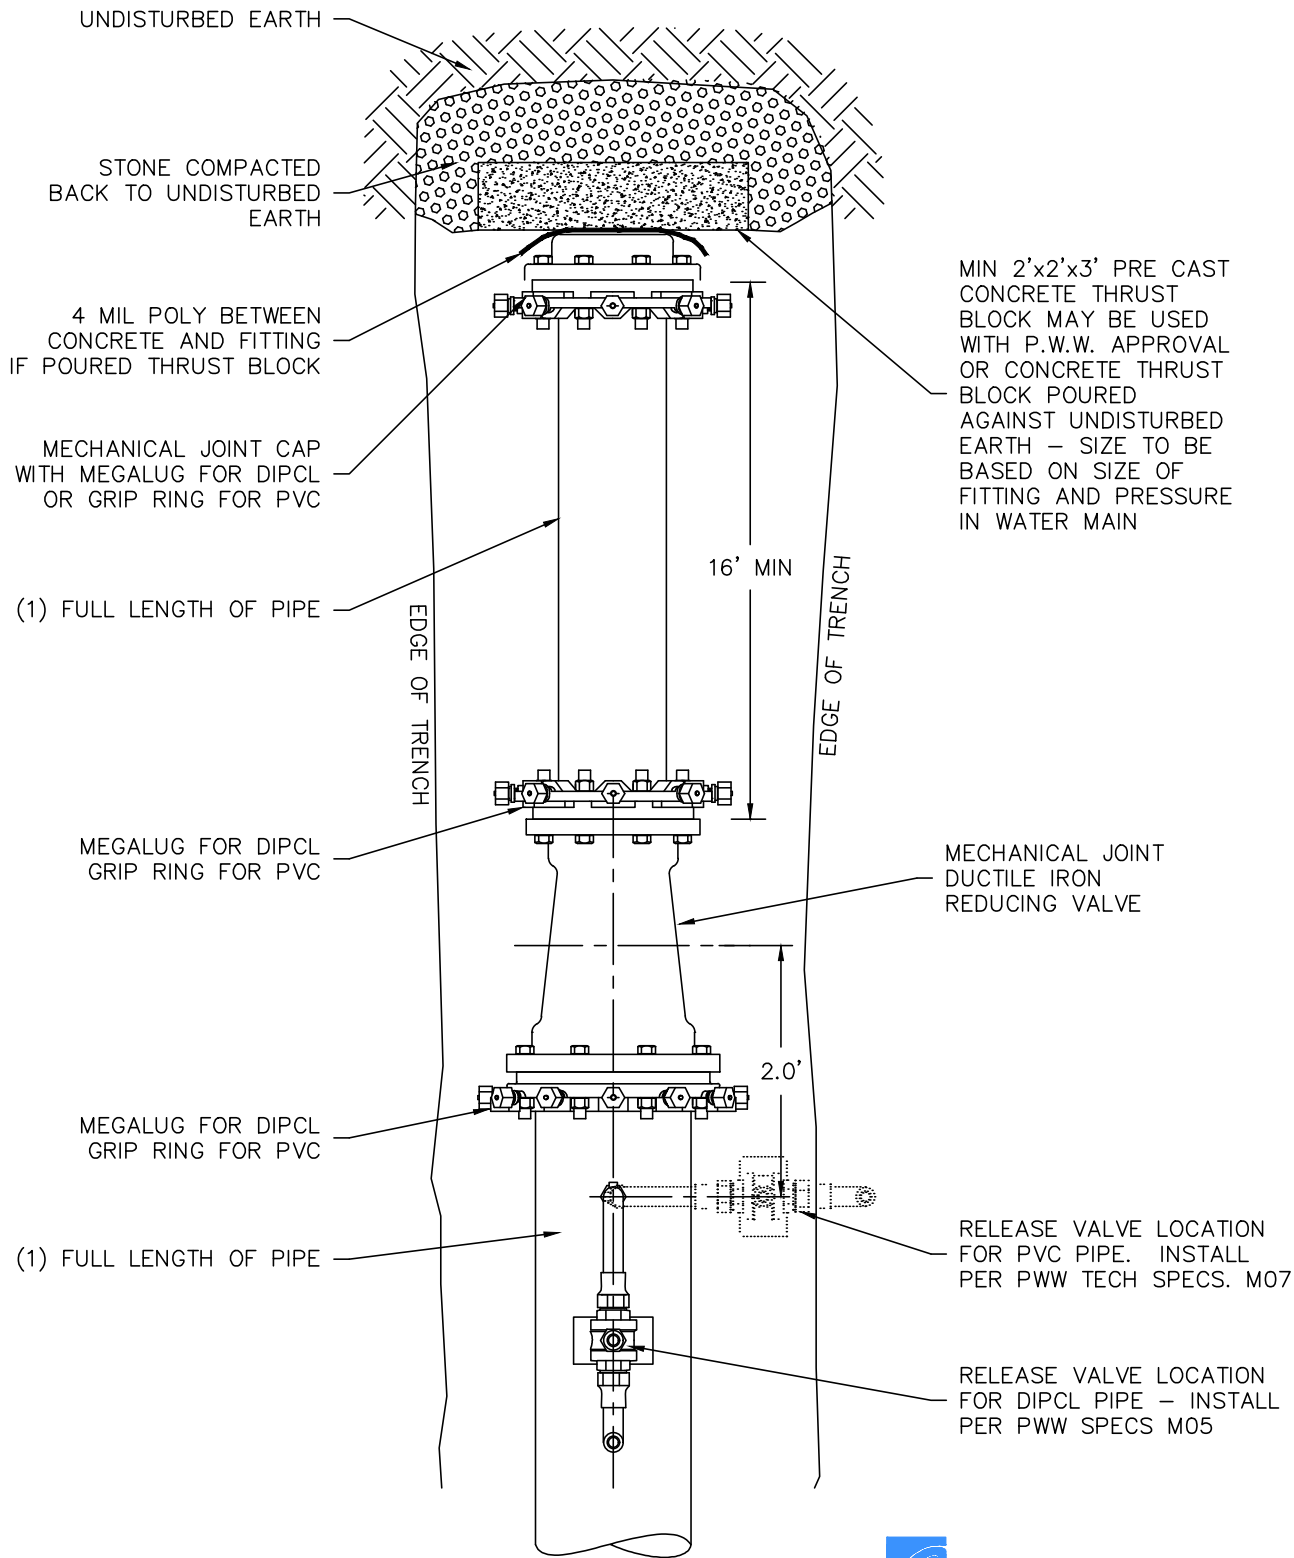 UNDISTURBED EARTH
STONE COMPACTED
BACK TO UNDISTURBED
EARTH
4 MIL POLY BETWEEN
CONCRETE AND FITTING
IF POURED THRUST BLOCK
MECHANICAL JOINT CAP
WITH MEGALUG FOR DIPCL
OR GRIP RING FOR PVC
(1) FULL LENGTH OF PIPE
MEGALUG FOR DIPCL
GRIP RING FOR PVC
MEGALUG FOR DIPCL
GRIP RING FOR PVC
(1) FULL LENGTH OF PIPE
EDGE OF TRENCH
16' MIN
EDGE OF TRENCH
2.0'
MIN 2'x2'x3' PRE CAST
CONCRETE THRUST
BLOCK MAY BE USED
WITH P.W.W. APPROVAL
OR CONCRETE THRUST
BLOCK POURED
AGAINST UNDISTURBED
EARTH – SIZE TO BE
BASED ON SIZE OF
FITTING AND PRESSURE
IN WATER MAIN
MECHANICAL JOINT
DUCTILE IRON
REDUCING VALVE
RELEASE VALVE LOCATION
FOR PVC PIPE. INSTALL
PER PWW TECH SPECS. M07
RELEASE VALVE LOCATION
FOR DIPCL PIPE – INSTALL
PER PWW SPECS M05